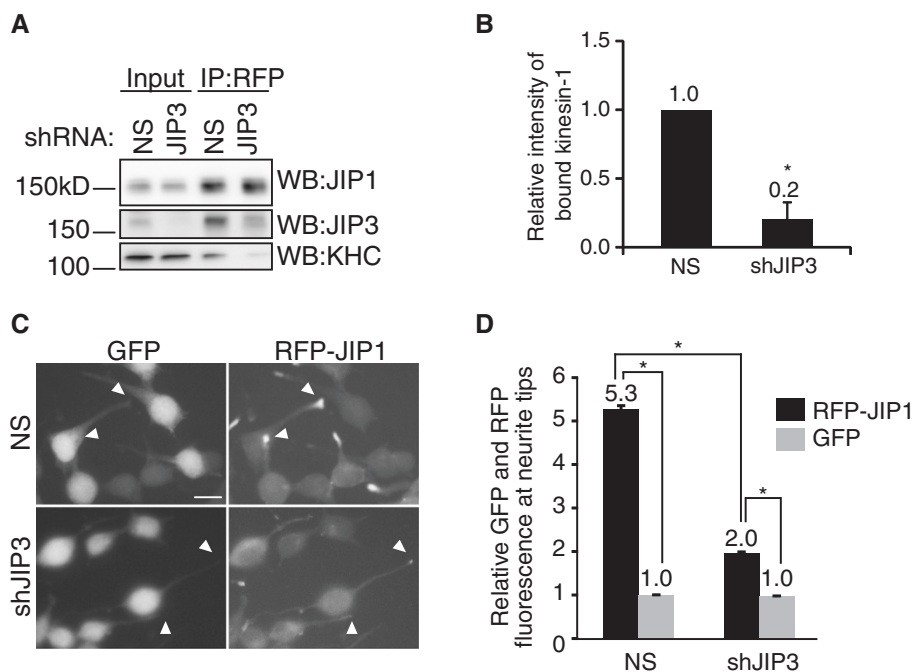 A
Input IP:RFP
shRNA: NS JIP3 NS JIP3
150kD WB:JIP1
150 WB:JIP3
100 WB:KHC
B
Relative intensity of
bound kinesin-1
1.5
1.0
0.5
0.0
1.0
*
0.2
NS shJIP3
C
GFP RFP-JIP1
NS
shJIP3
D
Relative GFP and RFP
fluorescence at neurite tips
6
5
4
3
2
1
0
*
*
5.3
1.0
*
2.0
1.0
RFP-JIP1
GFP
NS shJIP3